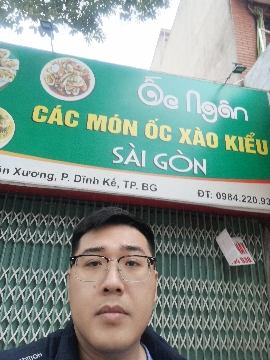 Ốc Ngân
CÁC MÓN ỐC XÀO KIỂU
SÀI GÒN
Xương, P. Dĩnh Kế, TP. BG
ĐT: 0984.220.93